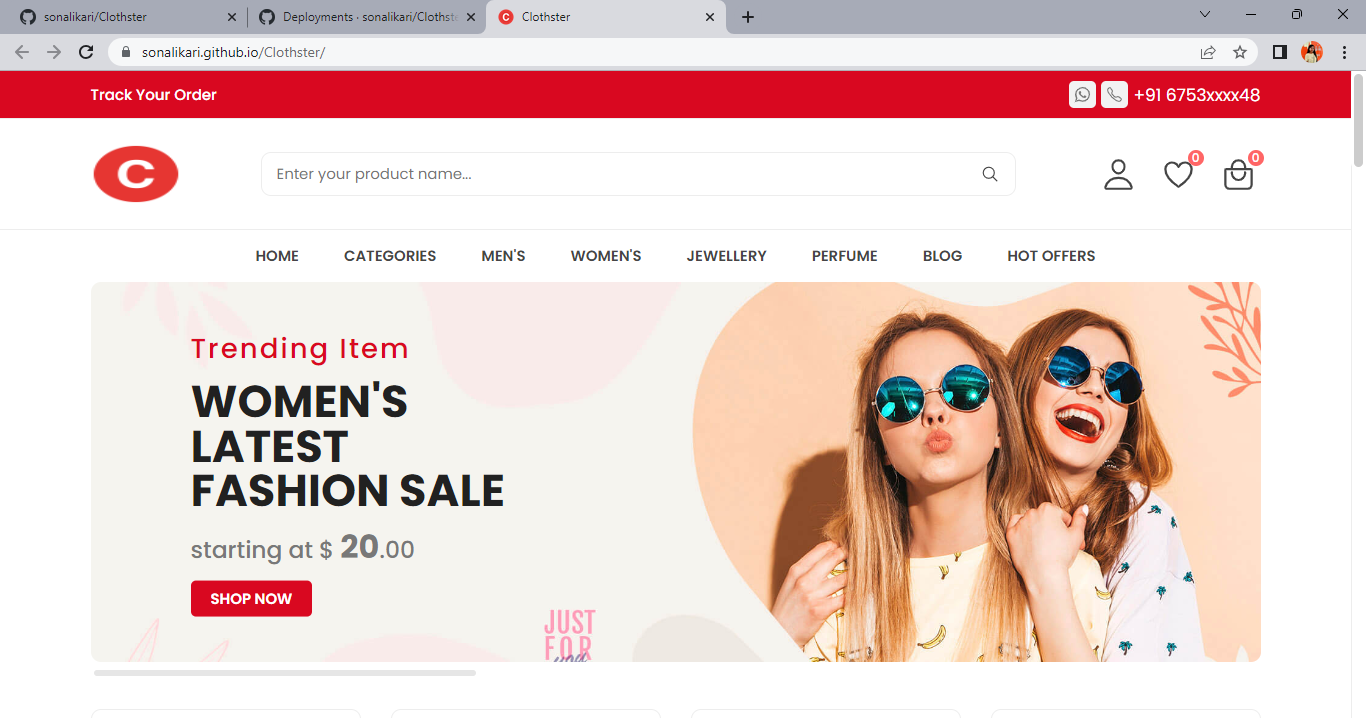 sonalikari/Clothster
Deployments · sonalikari/Clothste
Clothster
sonalikari.github.io/Clothster/
Track Your Order
+91 6753xxxx48
C
Enter your product name...
0
0
HOME
CATEGORIES
MEN'S
WOMEN'S
JEWELLERY
PERFUME
BLOG
HOT OFFERS
Trending Item
WOMEN'S
LATEST
FASHION SALE
starting at $ 20.00
SHOP NOW
JUST
FOR
you